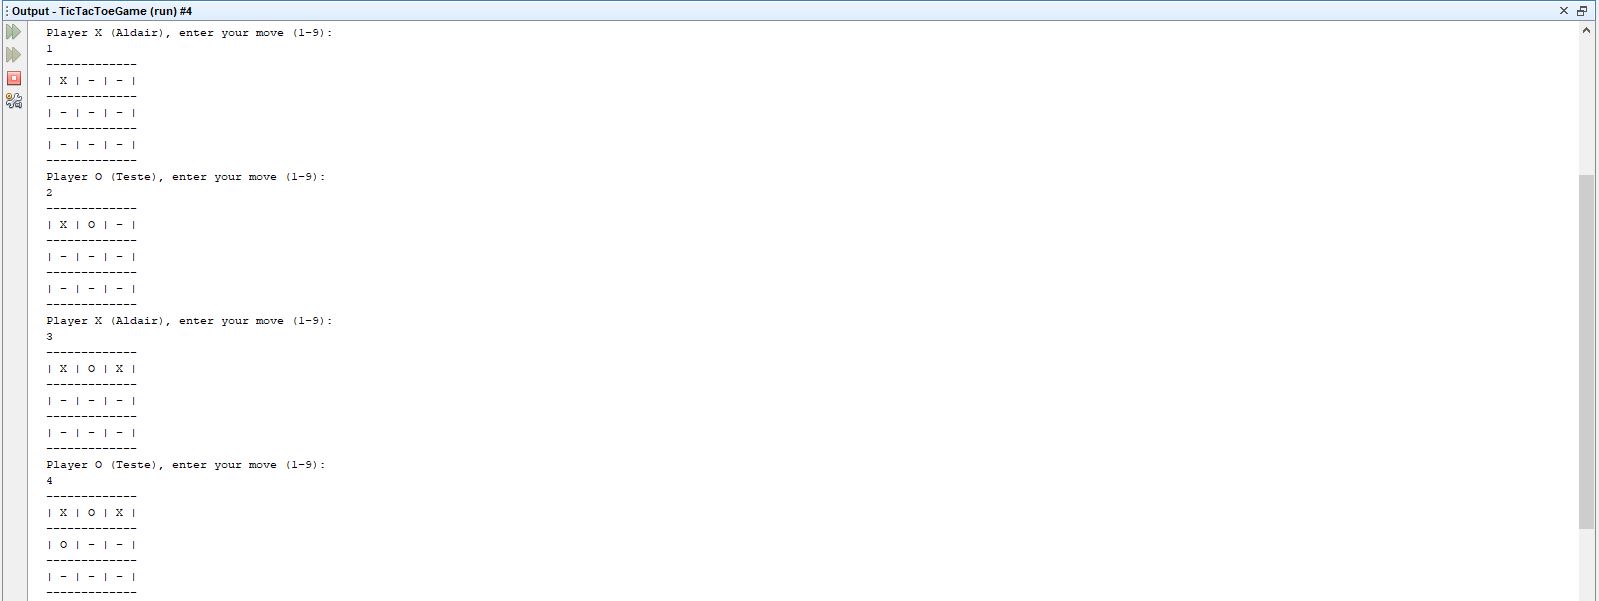 Output - TicTacToeGame (run) #4
Player X (Aldair), enter your move (1-9):
1
-------------
| X | - | - |
-------------
| - | - | - |
-------------
| - | - | - |
-------------
Player O (Teste), enter your move (1-9):
2
-------------
| X | O | - |
-------------
| - | - | - |
-------------
| - | - | - |
-------------
Player X (Aldair), enter your move (1-9):
3
-------------
| X | O | X |
-------------
| - | - | - |
-------------
| - | - | - |
-------------
Player O (Teste), enter your move (1-9):
4
-------------
| X | O | X |
-------------
| O | - | - |
-------------
| - | - | - |
-------------